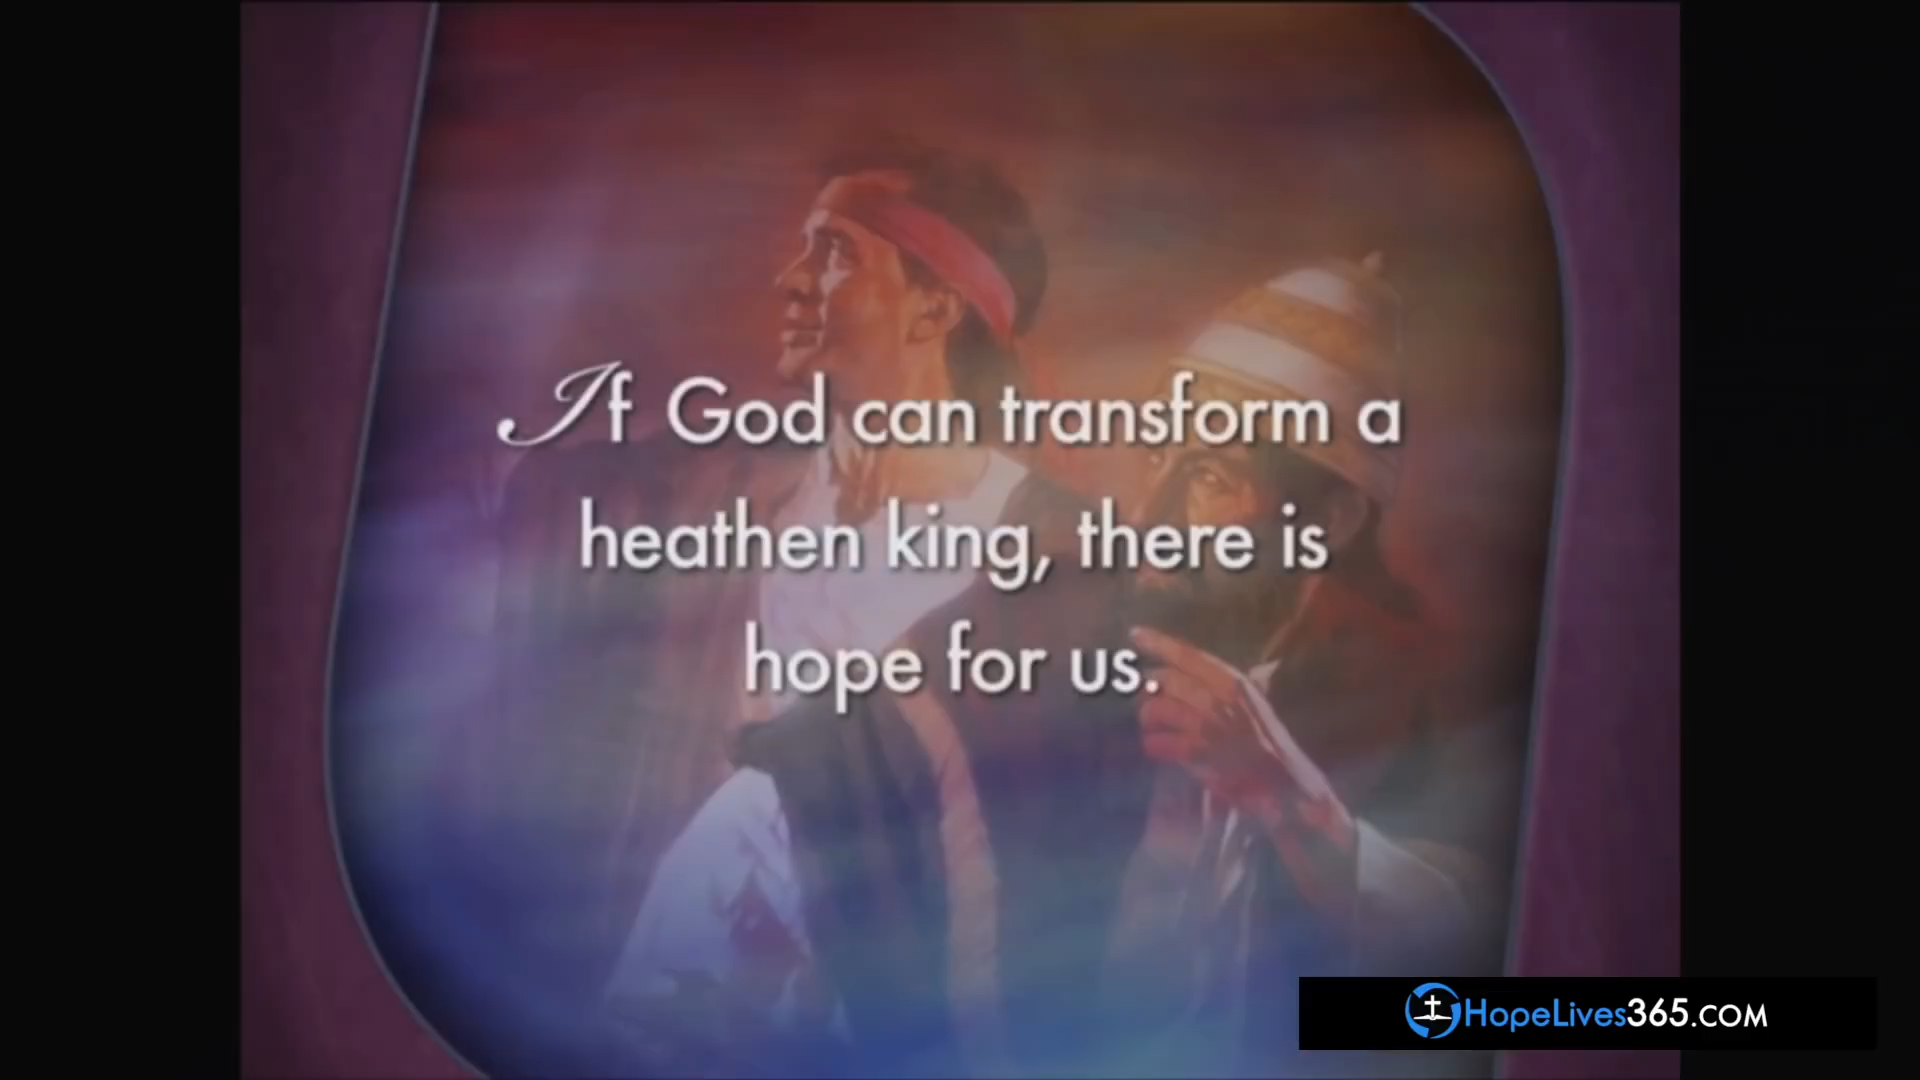 If God can transform a
heathen king, there is
hope for us.
HopeLives365.COM